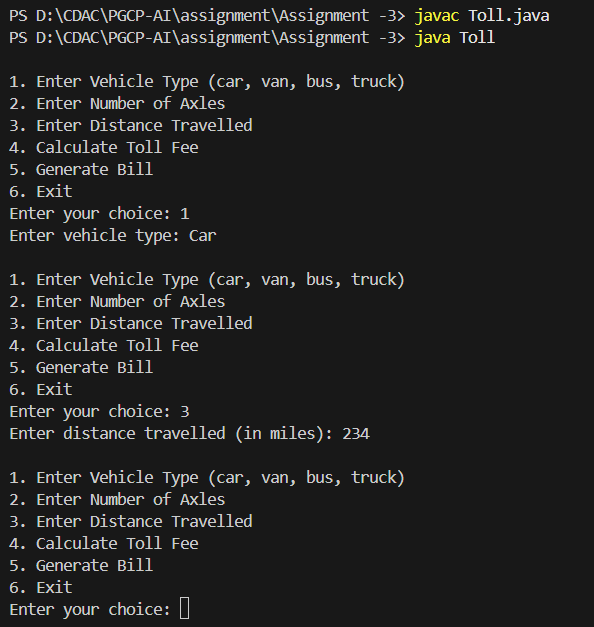 PS D:\CDAC\PGCP-AI\assignment\Assignment -3> javac Toll.java
PS D:\CDAC\PGCP-AI\assignment\Assignment -3> java Toll

1. Enter Vehicle Type (car, van, bus, truck)
2. Enter Number of Axles
3. Enter Distance Travelled
4. Calculate Toll Fee
5. Generate Bill
6. Exit
Enter your choice: 1
Enter vehicle type: Car

1. Enter Vehicle Type (car, van, bus, truck)
2. Enter Number of Axles
3. Enter Distance Travelled
4. Calculate Toll Fee
5. Generate Bill
6. Exit
Enter your choice: 3
Enter distance travelled (in miles): 234

1. Enter Vehicle Type (car, van, bus, truck)
2. Enter Number of Axles
3. Enter Distance Travelled
4. Calculate Toll Fee
5. Generate Bill
6. Exit
Enter your choice: